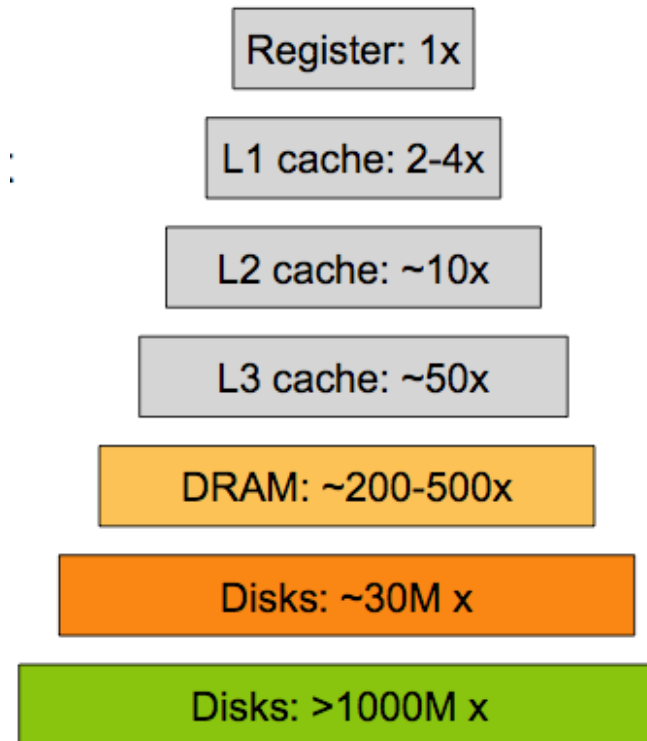 Register: 1x
L1 cache: 2-4x
L2 cache: ~10x
L3 cache: ~50x
DRAM: ~200-500x
Disks: ~30M x
Disks: >1000M x